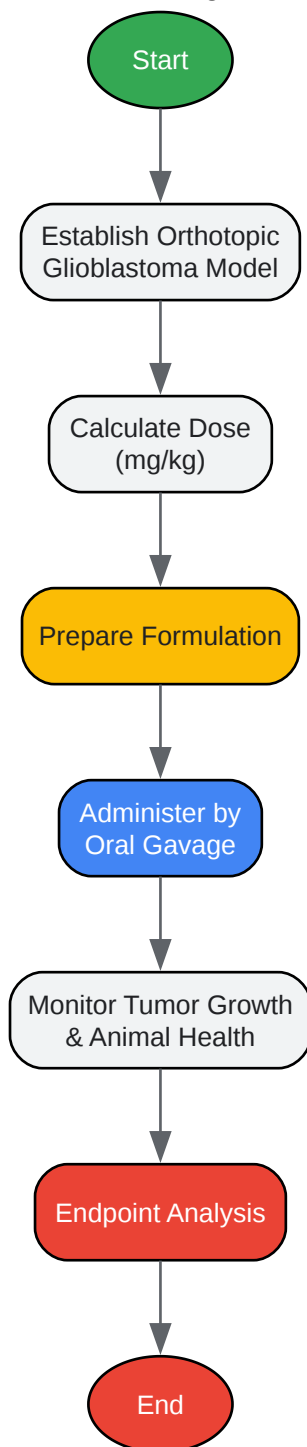 Start
Establish Orthotopic
Glioblastoma Model
Calculate Dose
(mg/kg)
Prepare Formulation
Administer by
Oral Gavage
Monitor Tumor Growth
& Animal Health
Endpoint Analysis
End